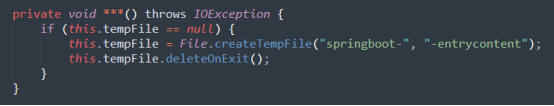 private void ***() throws IOException {
    if (this.tempFile == null) {
        this.tempFile = File.createTempFile("springboot-", "-entrycontent");
        this.tempFile.deleteOnExit();
    }
}